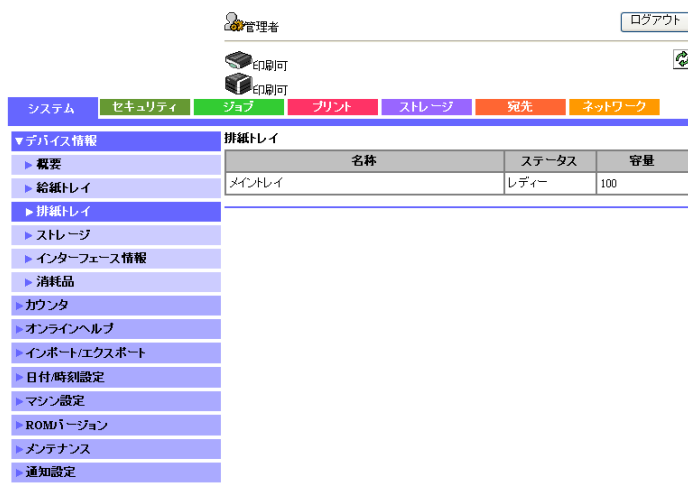 管理者
ログアウト
印刷可
印刷可
システム セキュリティ ジョブ プリント ストレージ 宛先 ネットワーク
▼デバイス情報
▶概要
▶給紙トレイ
▶排紙トレイ
▶ストレージ
▶インターフェース情報
▶消耗品
▶カウンタ
▶オンラインヘルプ
▶インポート/エクスポート
▶日付/時刻設定
▶マシン設定
▶ROMバージョン
▶メンテナンス
▶通知設定
排紙トレイ
名称 ステータス 容量
メイントレイ レディー 100